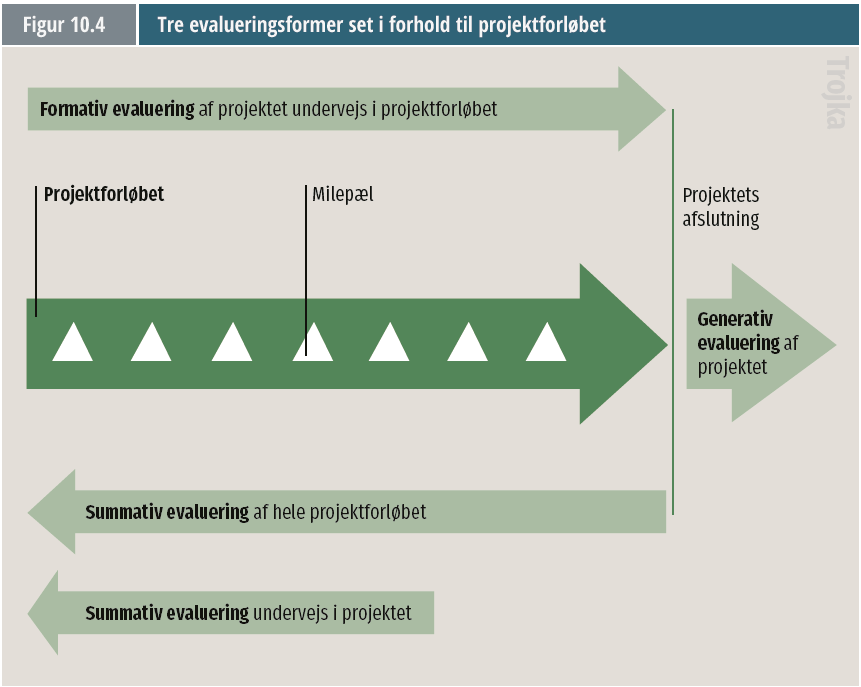 Figur 10.4
Tre evalueringsformer set i forhold til projektforløbet
Trojka
Formativ evaluering af projektet undervejs i projektforløbet
Projektforløbet
Milepæl
Projektets
afslutning
Generativ
evaluering af
projektet
Summativ evaluering af hele projektforløbet
Summativ evaluering undervejs i projektet